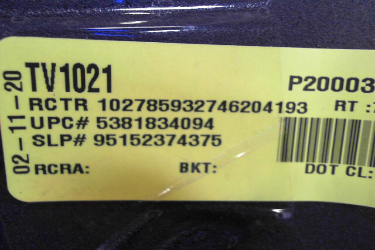 02-11-20
TV1021 P20003
RCTR 102785932746204193 RT :
UPC# 5381834094
SLP# 95152374375
RCRA: BKT: DOT CL: